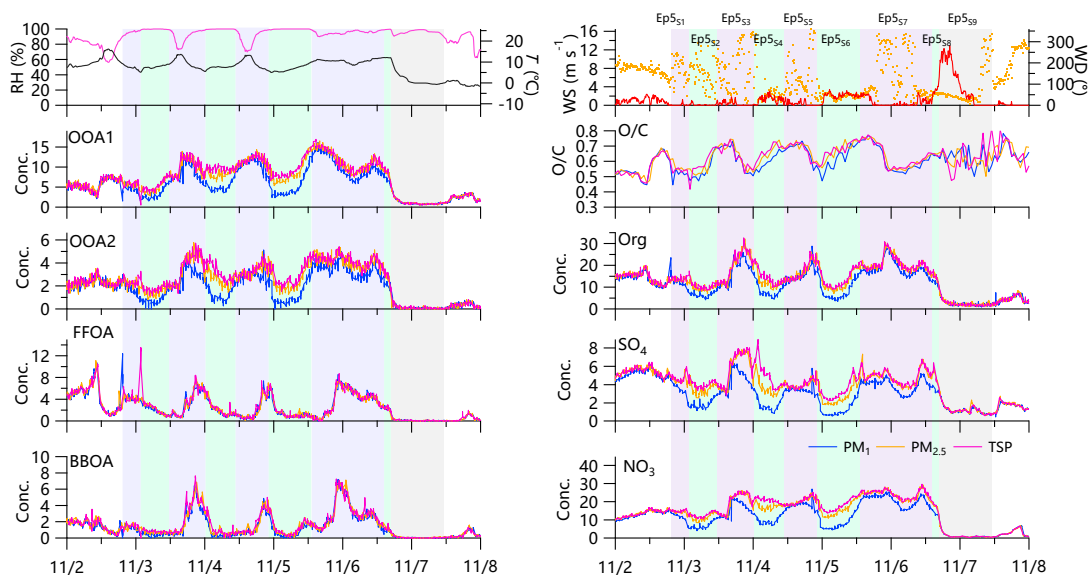 RH (%)
100
80
60
40
20
0
20
10
0
-10
T (°C)
OOA1
Conc.
15
10
5
0
OOA2
Conc.
6
4
2
0
FFOA
Conc.
12
8
4
0
BBOA
Conc.
10
8
6
4
2
0
11/2 11/3 11/4 11/5 11/6 11/7 11/8
Ep5S1 Ep5S3 Ep5S5 Ep5S7 Ep5S9
Ep5S2 Ep5S4 Ep5S6 Ep5S8
WS (m s-1)
16
12
8
4
0
300
200
100
0
WD (°)
O/C
O/C
0.8
0.7
0.6
0.5
0.4
0.3
Org
Conc.
30
20
10
0
SO4
Conc.
8
6
4
2
0
PM1 PM2.5 TSP
NO3
Conc.
40
30
20
10
0
11/2 11/3 11/4 11/5 11/6 11/7 11/8